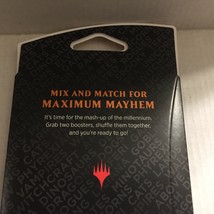 MIX AND MATCH FOR
MAXIMUM MAYHEM
It's time for the mash-up of the millennium.
Grab two boosters, shuffle them together,
and you're ready to go!